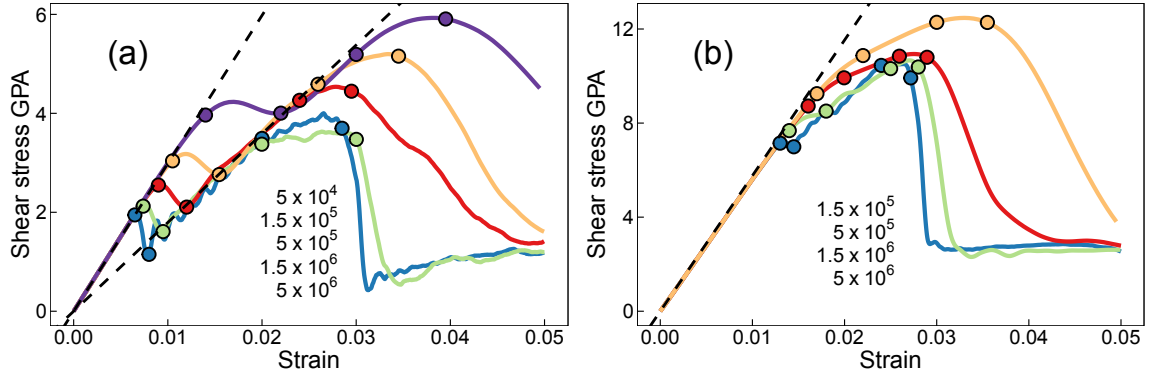 (a)
Shear stress GPA
6
4
2
0
5 x 10⁴
1.5 x 10⁵
5 x 10⁵
1.5 x 10⁶
5 x 10⁶
0.00 0.01 0.02 0.03 0.04 0.05
Strain
(b)
Shear stress GPA
12
8
4
0
1.5 x 10⁵
5 x 10⁵
1.5 x 10⁶
5 x 10⁶
0.00 0.01 0.02 0.03 0.04 0.05
Strain